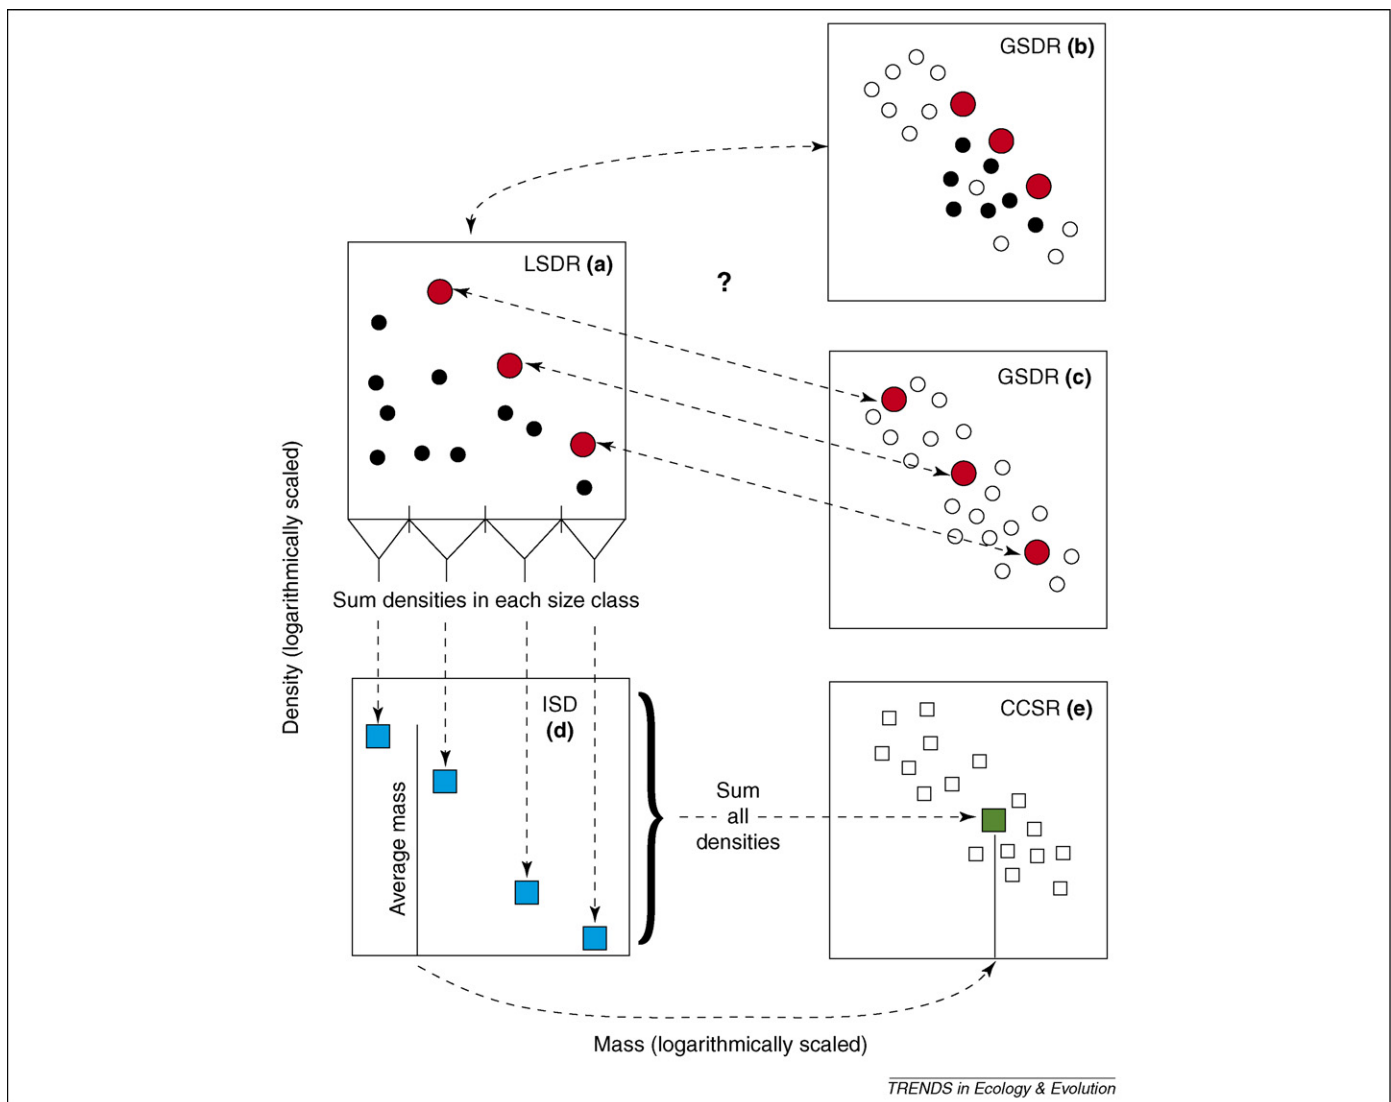 GSDR (b)
LSDR (a)
?
GSDR (c)
Density (logarithmically scaled)
Sum densities in each size class
ISD
(d)
Average mass
Sum
all
densities
CCSR (e)
Mass (logarithmically scaled)
TRENDS in Ecology & Evolution